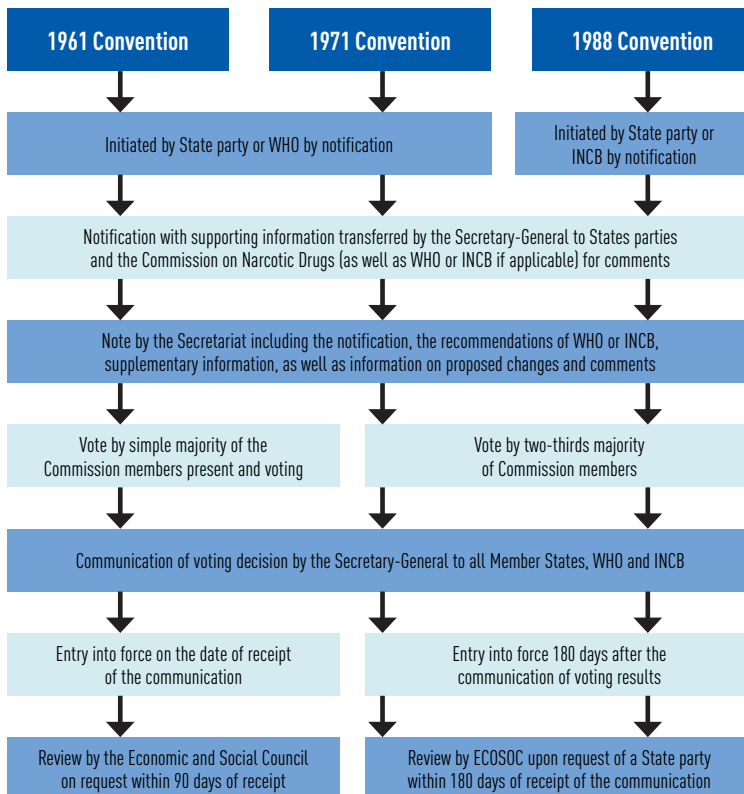 1961 Convention
1971 Convention
1988 Convention
Initiated by State party or WHO by notification
Initiated by State party or
INCB by notification
Notification with supporting information transferred by the Secretary-General to States parties
and the Commission on Narcotic Drugs (as well as WHO or INCB if applicable) for comments
Note by the Secretariat including the notification, the recommendations of WHO or INCB,
supplementary information, as well as information on proposed changes and comments
Vote by simple majority of the
Commission members present and voting
Vote by two-thirds majority
of Commission members
Communication of voting decision by the Secretary-General to all Member States, WHO and INCB
Entry into force on the date of receipt
of the communication
Entry into force 180 days after the
communication of voting results
Review by the Economic and Social Council
on request within 90 days of receipt
Review by ECOSOC upon request of a State party
within 180 days of receipt of the communication